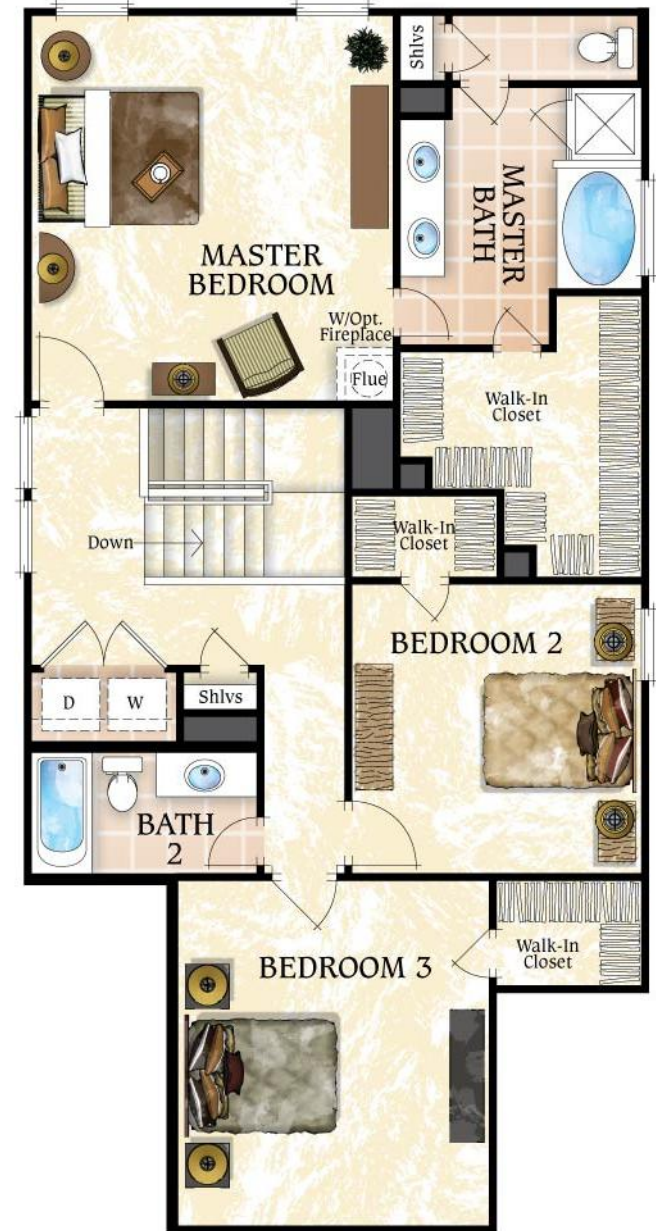 Shlvs
MASTER
BATH
MASTER
BEDROOM
W/Opt.
Fireplace
Flue
Walk-In
Closet
Walk-In
Closet
Down
BEDROOM 2
D
W
Shlvs
BATH
2
BEDROOM 3
Walk-In
Closet